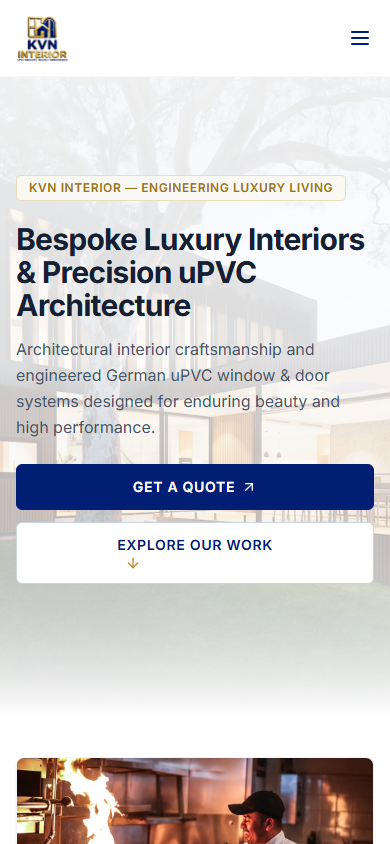 KVN
INTERIOR
KVN INTERIOR — ENGINEERING LUXURY LIVING
Bespoke Luxury Interiors
& Precision uPVC
Architecture
Architectural interior craftsmanship and
engineered German uPVC window & door
systems designed for enduring beauty and
high performance.
GET A QUOTE
EXPLORE OUR WORK